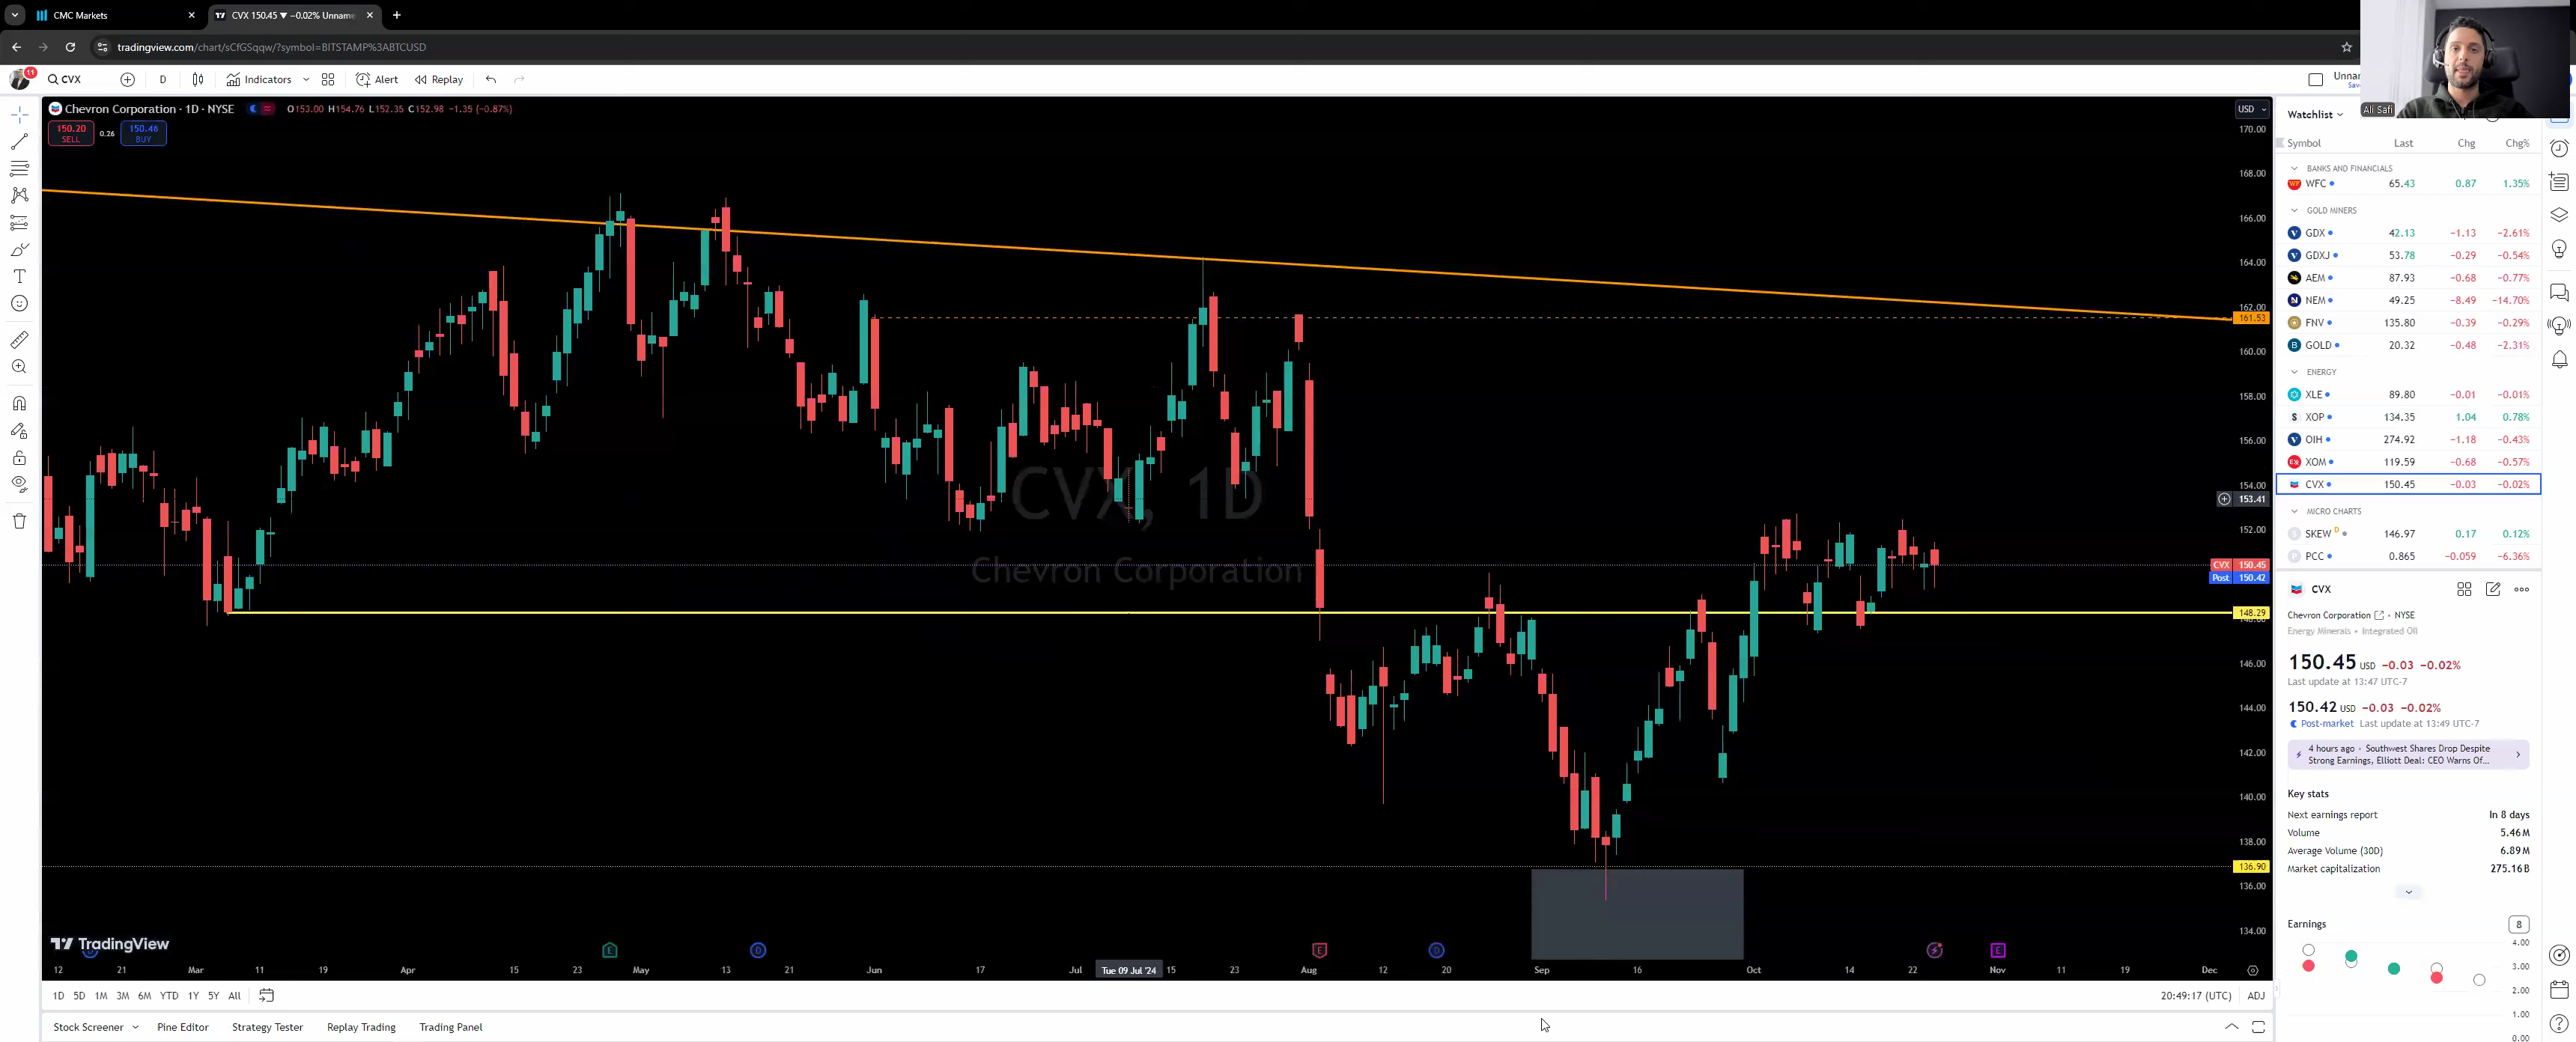 CMC Markets
CVX 150.45 ▼ −0.02% Unname
tradingview.com/chart/sCfGSqqw/?symbol=BITSTAMP%3ABTCUSD
11
CVX
D
Indicators
Alert
Replay
Chevron Corporation · 1D · NYSE O153.00 H154.76 L152.35 C152.98 −1.35 (−0.87%)
150.20 SELL
0.26
150.46 BUY
USD
170.00
168.00
166.00
164.00
162.00
161.53
160.00
158.00
156.00
154.00
153.41
152.00
CVX 150.45
Post 150.42
148.29
146.00
144.00
142.00
140.00
138.00
136.90
136.00
134.00
CVX, 1D
Chevron Corporation
TradingView
D E D E D E
12 21 Mar 11 19 Apr 15 23 May 13 21 Jun 17 Jul Tue 09 Jul '24 15 23 Aug 12 20 Sep 16 Oct 14 22 Nov 11 19 Dec
1D 5D 1M 3M 6M YTD 1Y 5Y All
20:49:17 (UTC) ADJ
Stock Screener Pine Editor Strategy Tester Replay Trading Trading Panel
Ali Safi
Watchlist
Symbol Last Chg Chg%
BANKS AND FINANCIALS
WFC 65.43 0.87 1.35%
GOLD MINERS
GDX 42.13 −1.13 −2.61%
GDXJ 53.78 −0.29 −0.54%
AEM 87.93 −0.68 −0.77%
NEM 49.25 −8.49 −14.70%
FNV 135.80 −0.39 −0.29%
GOLD 20.32 −0.48 −2.31%
ENERGY
XLE 89.80 −0.01 −0.01%
XOP 134.35 1.04 0.78%
OIH 274.92 −1.18 −0.43%
XOM 119.59 −0.68 −0.57%
CVX 150.45 −0.03 −0.02%
MICRO CHARTS
SKEW D 146.97 0.17 0.12%
PCC 0.865 −0.059 −6.36%
CVX
Chevron Corporation • NYSE
Energy Minerals • Integrated Oil
150.45 USD −0.03 −0.02%
Last update at 13:47 UTC-7
150.42 USD −0.03 −0.02%
Post-market Last update at 13:49 UTC-7
4 hours ago • Southwest Shares Drop Despite
Strong Earnings, Elliott Deal: CEO Warns Of...
Key stats
Next earnings report In 8 days
Volume 5.46M
Average Volume (30D) 6.89M
Market capitalization 275.16B
Earnings 8
4.00
3.00
2.00
1.00
0.00